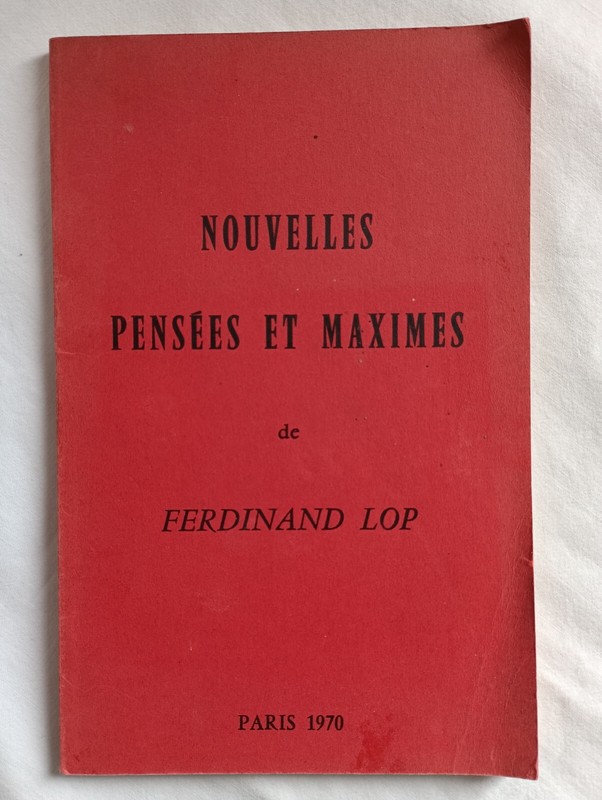 NOUVELLES
PENSÉES ET MAXIMES
de
FERDINAND LOP
PARIS 1970